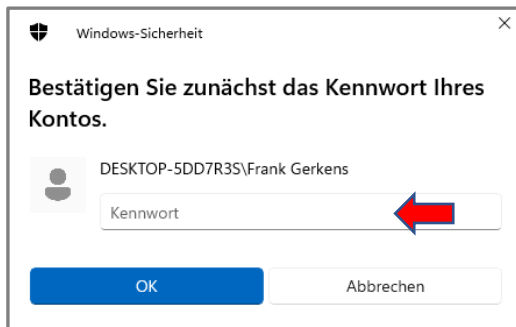 Windows-Sicherheit
Bestätigen Sie zunächst das Kennwort Ihres
Kontos.
DESKTOP-5DD7R3S\Frank Gerkens
Kennwort
OK
Abbrechen